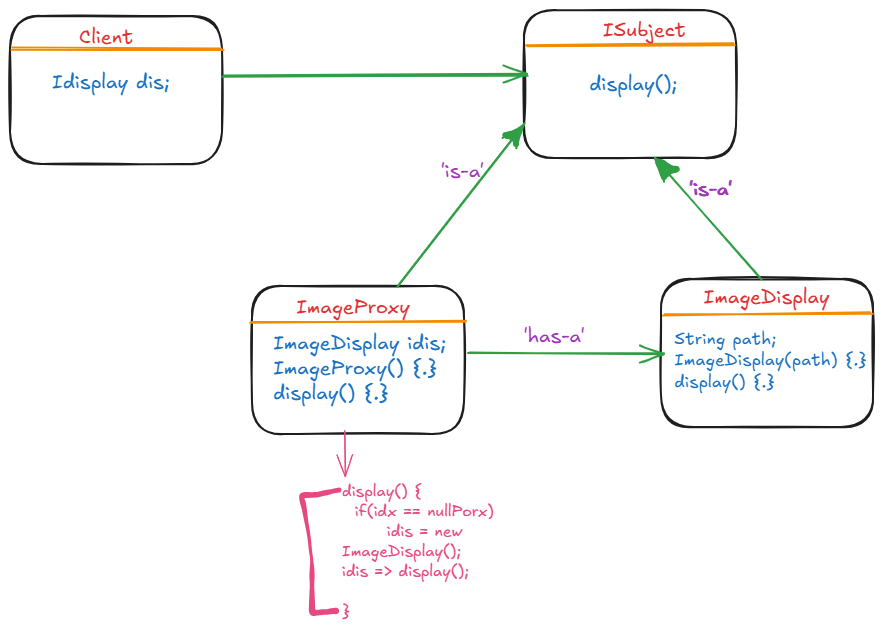 Client
Idisplay dis;
ISubject
display();
'is-a'
'is-a'
ImageProxy
ImageDisplay idis;
ImageProxy() {.}
display() {.}
'has-a'
ImageDisplay
String path;
ImageDisplay(path) {.}
display() {.}
display() {
if(idx == nullPorx)
idis = new
ImageDisplay();
idis => display();
}